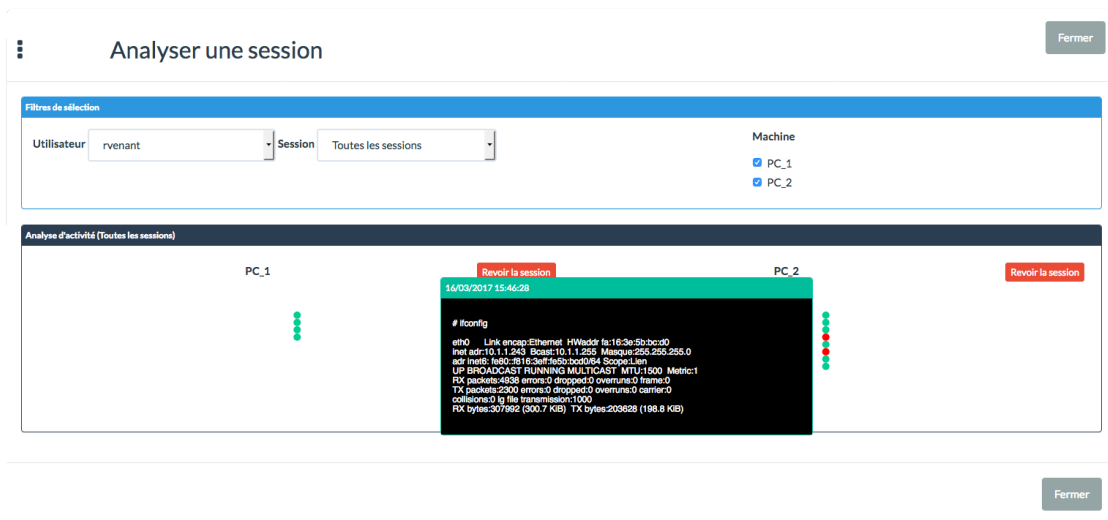 Fermer
Analyser une session
Filtres de sélection
Utilisateur rvenant Session Toutes les sessions
Machine
PC_1
PC_2
Analyse d'activité (Toutes les sessions)
PC_1 Revoir la session PC_2 Revoir la session
16/03/2017 15:46:28
# ifconfig
eth0 Link encap:Ethernet HWaddr fa:16:3e:5b:bc:d0
inet adr:10.1.1.243 Bcast:10.1.1.255 Masque:255.255.255.0
adr inet6: fe80::f816:3eff:fe5b:bcd0/64 Scope:Lien
UP BROADCAST RUNNING MULTICAST MTU:1500 Metric:1
RX packets:4938 errors:0 dropped:0 overruns:0 frame:0
TX packets:2300 errors:0 dropped:0 overruns:0 carrier:0
collisions:0 lg file transmission:1000
RX bytes:307992 (300.7 KiB) TX bytes:203628 (198.8 KiB)
Fermer